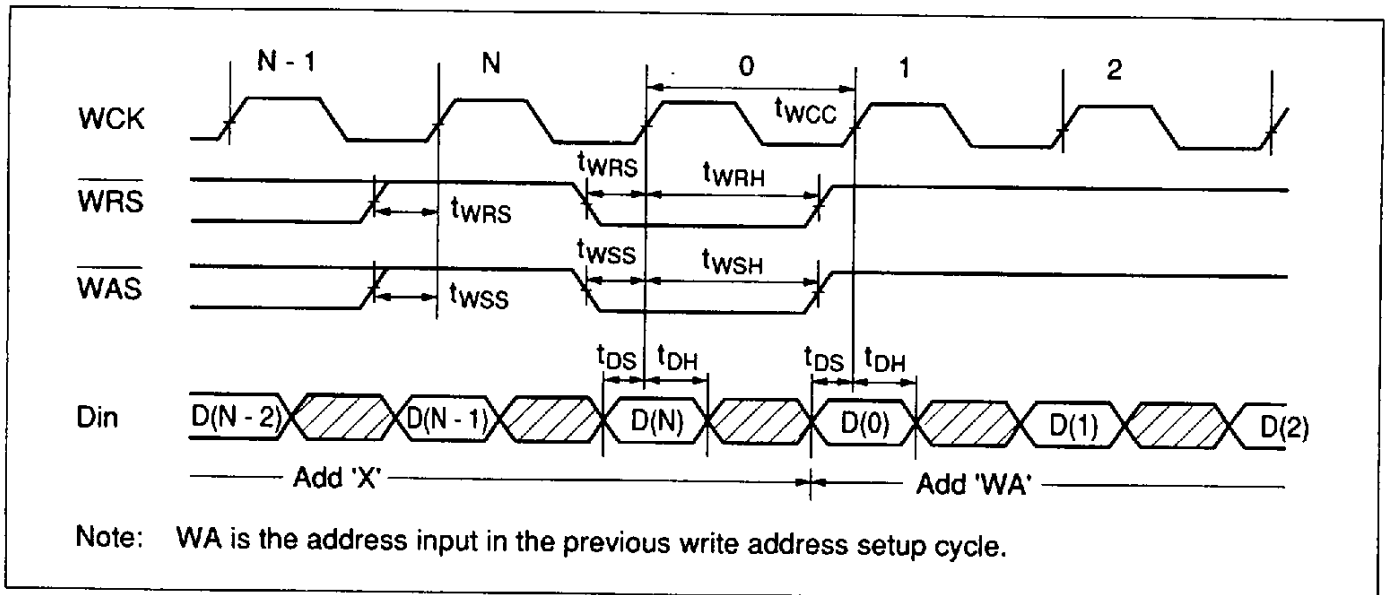 N - 1 N 0 1 2
WCK tWCC
tWRS tWRH
WRS tWRS
tWSS tWSH
WAS tWSS
tDS tDH tDS tDH
Din D(N - 2) D(N - 1) D(N) D(0) D(1) D(2)
Add 'X' Add 'WA'
Note: WA is the address input in the previous write address setup cycle.